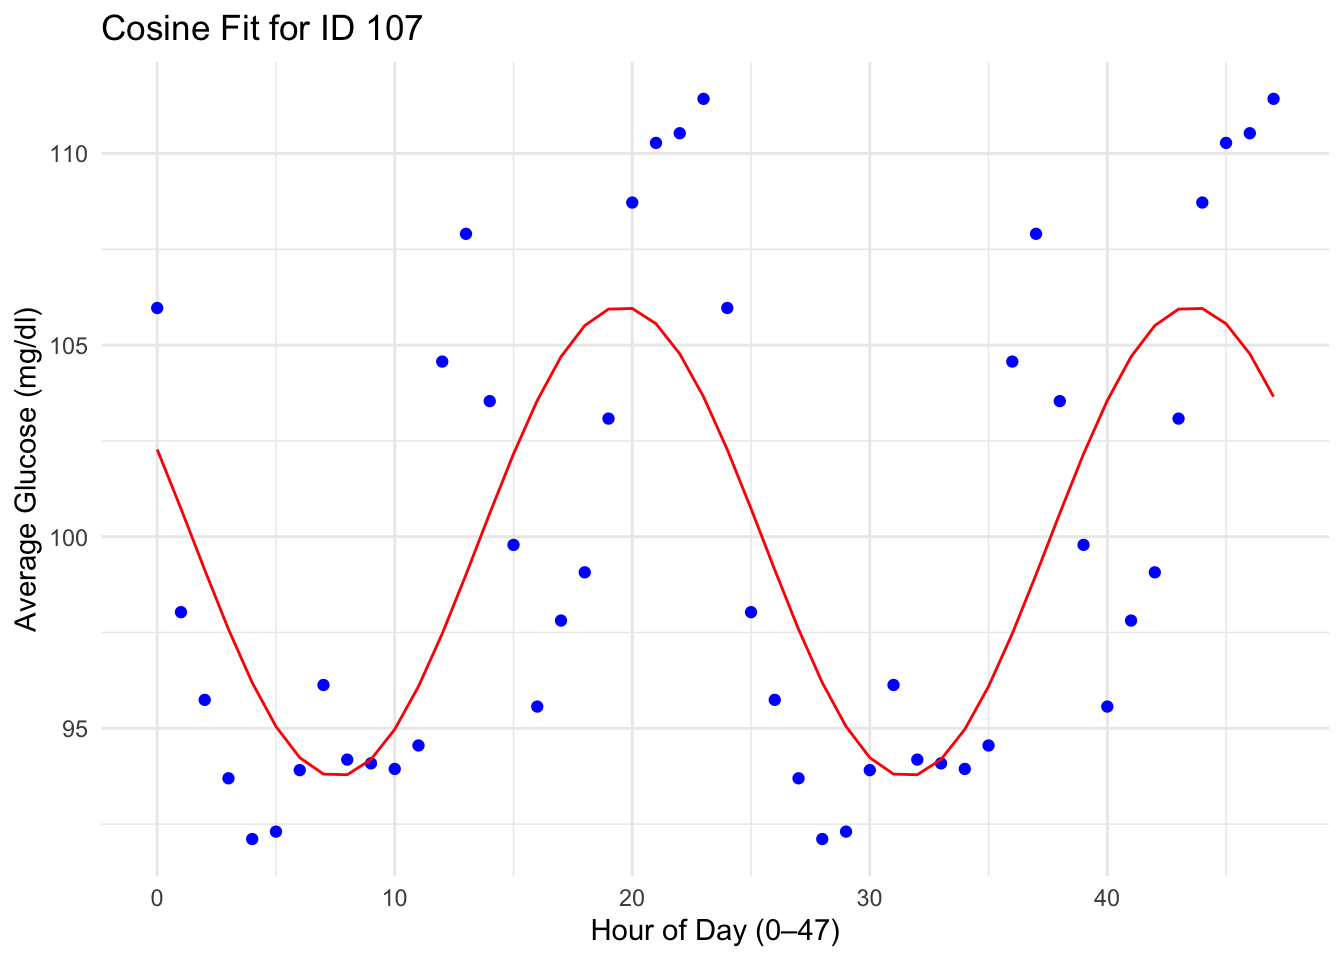 Cosine Fit for ID 107
Average Glucose (mg/dl)
110
105
100
95
0 10 20 30 40
Hour of Day (0–47)